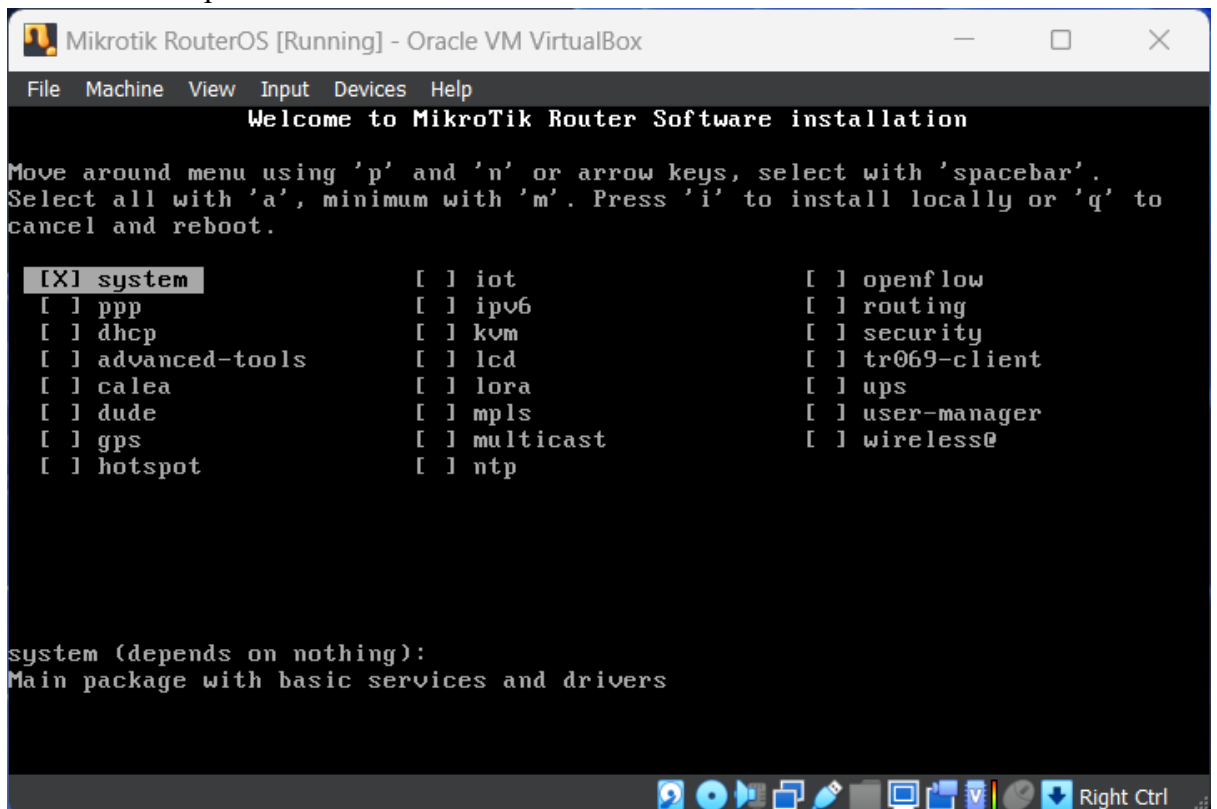 Mikrotik RouterOS [Running] - Oracle VM VirtualBox
File Machine View Input Devices Help
Welcome to MikroTik Router Software installation
Move around menu using 'p' and 'n' or arrow keys, select with 'spacebar'.
Select all with 'a', minimum with 'm'. Press 'i' to install locally or 'q' to
cancel and reboot.
[X] system [ ] iot [ ] openflow
[ ] ppp [ ] ipv6 [ ] routing
[ ] dhcp [ ] kvm [ ] security
[ ] advanced-tools [ ] lcd [ ] tr069-client
[ ] calea [ ] lora [ ] ups
[ ] dude [ ] mpls [ ] user-manager
[ ] gps [ ] multicast [ ] wireless@
[ ] hotspot [ ] ntp
system (depends on nothing):
Main package with basic services and drivers
Right Ctrl